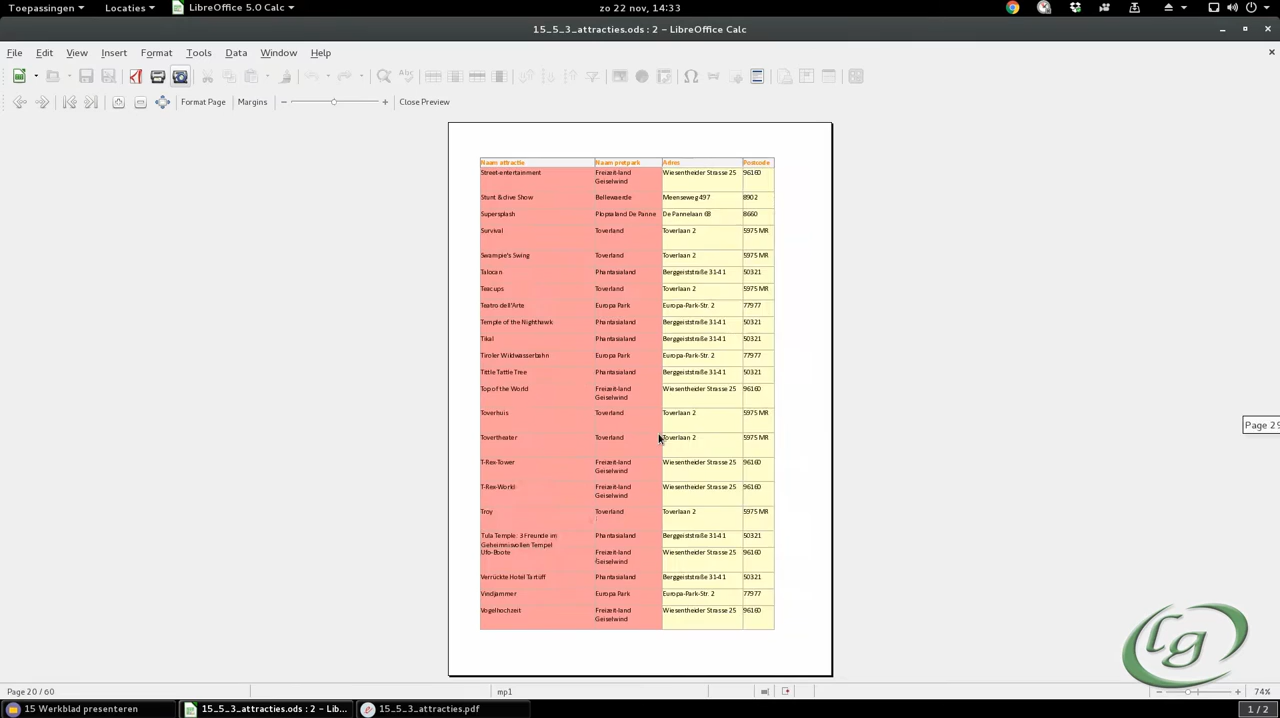 Toepassingen Locaties LibreOffice 5.0 Calc zo 22 nov, 14:33
15_5_3_attracties.ods : 2 – LibreOffice Calc
File Edit View Insert Format Tools Data Window Help
Format Page Margins Close Preview
Naam attractie Naam pretpark Adres Postcode
Street-entertainment Freizeit-land Wiesentheider Strasse 25 96160
Geiselwind
Stunt & dive Show Bellewaerde Meenseweg 497 8902
Supersplash Plopsaland De Panne De Pannelaan 68 8660
Survival Toverland Toverlaan 2 5975 MR
Swampie's Swing Toverland Toverlaan 2 5975 MR
Talocan Phantasialand Berggeiststraße 31-41 50321
Teacups Toverland Toverlaan 2 5975 MR
Teatro dell'Arte Europa Park Europa-Park-Str. 2 77977
Temple of the Nighthawk Phantasialand Berggeiststraße 31-41 50321
Tikal Phantasialand Berggeiststraße 31-41 50321
Tiroler Wildwasserbahn Europa Park Europa-Park-Str. 2 77977
Tittle Tattle Tree Phantasialand Berggeiststraße 31-41 50321
Top of the World Freizeit-land Wiesentheider Strasse 25 96160
Geiselwind
Toverhuis Toverland Toverlaan 2 5975 MR
Tovertheater Toverland Toverlaan 2 5975 MR
T-Rex-Tower Freizeit-land Wiesentheider Strasse 25 96160
Geiselwind
T-Rex-World Freizeit-land Wiesentheider Strasse 25 96160
Geiselwind
Troy Toverland Toverlaan 2 5975 MR
Tula Temple: 3 Freunde im Phantasialand Berggeiststraße 31-41 50321
Geheimnisvollen Tempel
Ufo-Boote Freizeit-land Wiesentheider Strasse 25 96160
Geiselwind
Verrückte Hotel Tartüff Phantasialand Berggeiststraße 31-41 50321
Vindjammer Europa Park Europa-Park-Str. 2 77977
Vogelhochzeit Freizeit-land Wiesentheider Strasse 25 96160
Geiselwind
Page 29
Lg
Page 20 / 60 mp1 74%
15 Werkblad presenteren 15_5_3_attracties.ods : 2 – Lib... 15_5_3_attracties.pdf 1 / 2